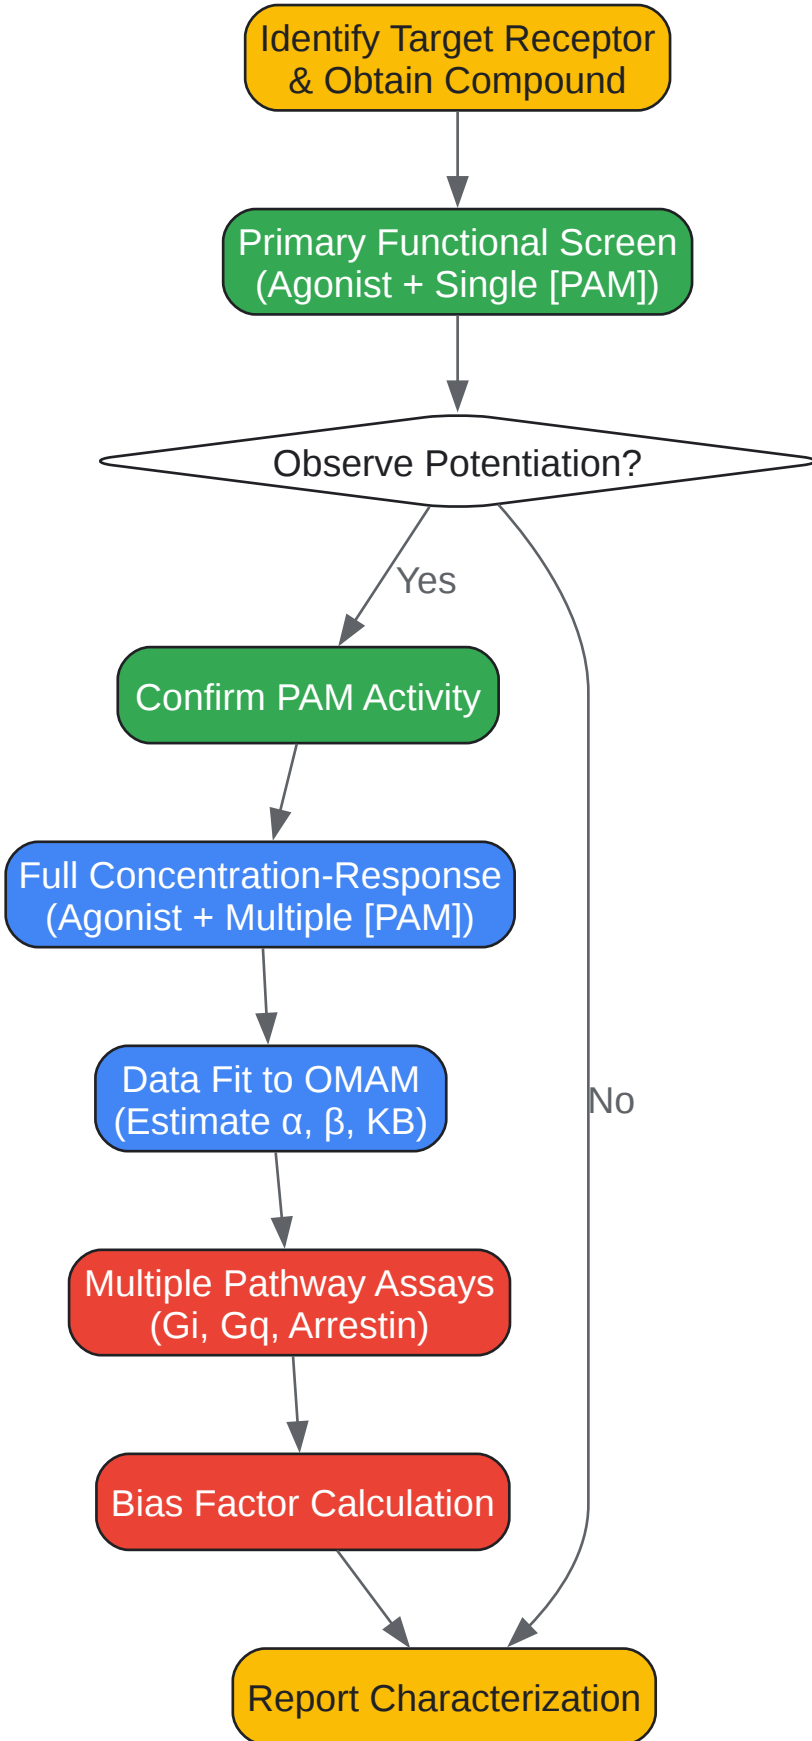 Identify Target Receptor
& Obtain Compound
Primary Functional Screen
(Agonist + Single [PAM])
Observe Potentiation?
Yes
Confirm PAM Activity
Full Concentration-Response
(Agonist + Multiple [PAM])
Data Fit to OMAM
(Estimate α, β, KB)
No
Multiple Pathway Assays
(Gi, Gq, Arrestin)
Bias Factor Calculation
Report Characterization